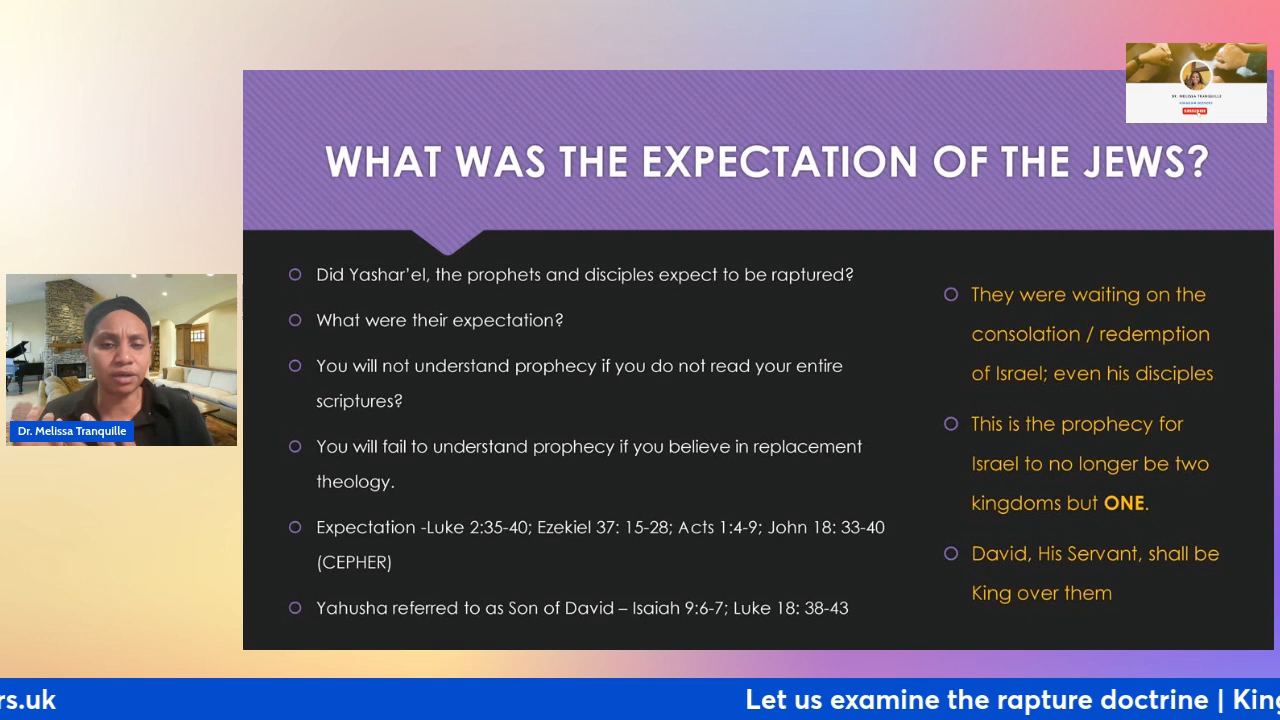 DR. MELISSA TRANQUILLE
SUBSCRIBE
WHAT WAS THE EXPECTATION OF THE JEWS?
Did Yashar'el, the prophets and disciples expect to be raptured?
What were their expectation?
You will not understand prophecy if you do not read your entire
scriptures?
You will fail to understand prophecy if you believe in replacement
theology.
Expectation -Luke 2:35-40; Ezekiel 37: 15-28; Acts 1:4-9; John 18: 33-40
(CEPHER)
Yahusha referred to as Son of David – Isaiah 9:6-7; Luke 18: 38-43
They were waiting on the
consolation / redemption
of Israel; even his disciples
This is the prophecy for
Israel to no longer be two
kingdoms but ONE.
David, His Servant, shall be
King over them
Dr. Melissa Tranquille
rs.uk
Let us examine the rapture doctrine | King